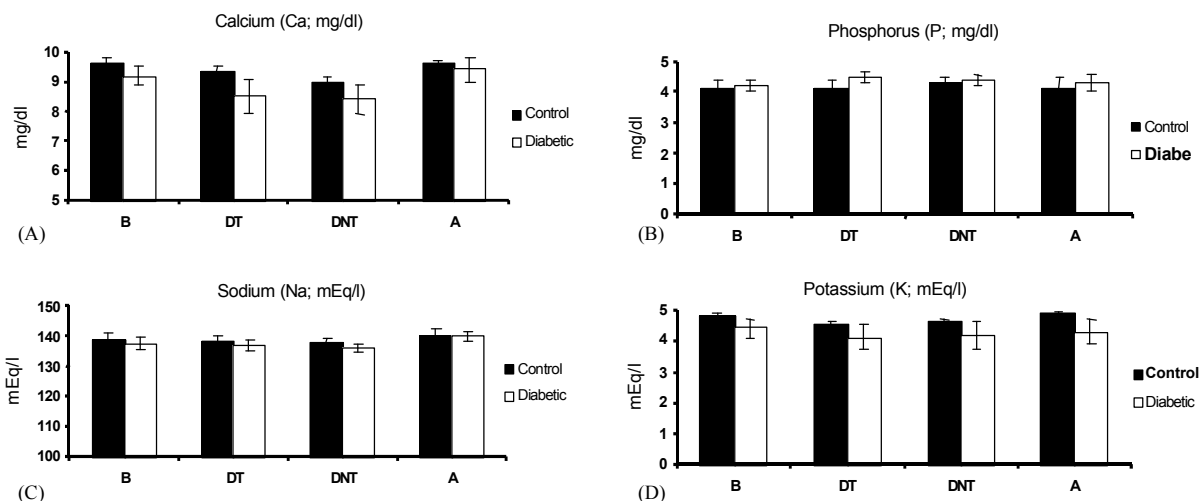 Calcium (Ca; mg/dl)
10
9
8
7
6
5
mg/dl
B DT DNT A
Control
Diabetic
(A)
Phosphorus (P; mg/dl)
6
5
4
3
2
1
0
mg/dl
B DT DNT A
Control
Diabe
(B)
Sodium (Na; mEq/l)
150
140
130
120
110
100
mEq/l
B DT DNT A
Control
Diabetic
(C)
Potassium (K; mEq/l)
5
4
3
2
1
0
mEq/l
B DT DNT A
Control
Diabetic
(D)